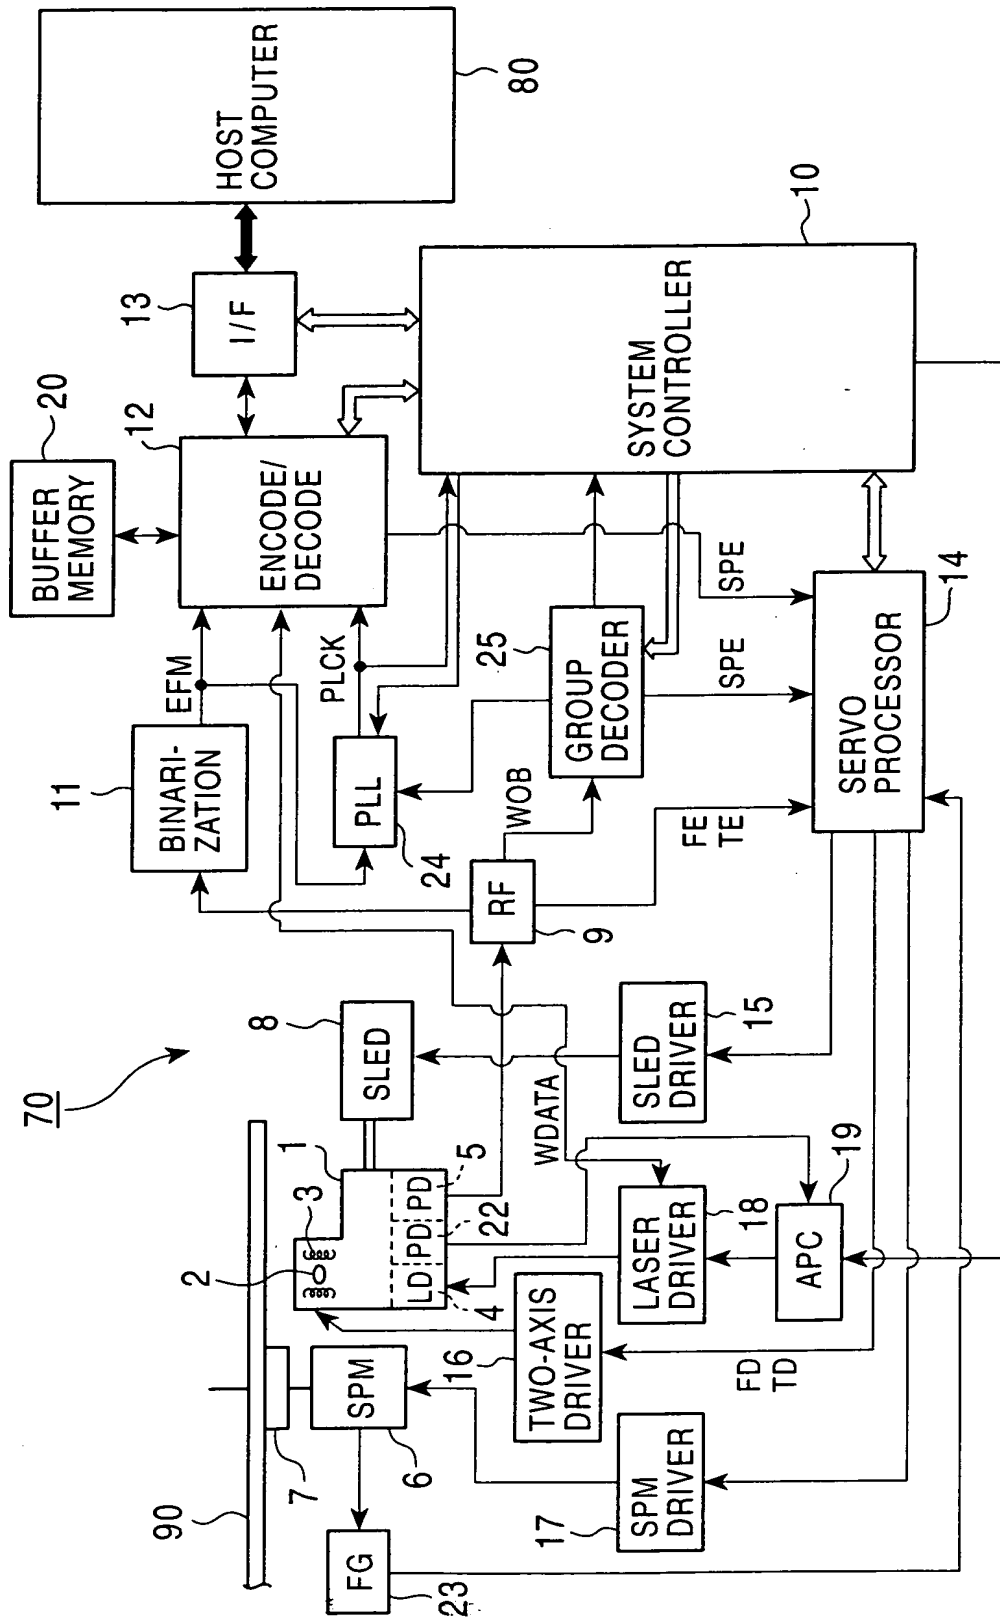 70
90
7
SPM
6
FG
23
2
3
1
LD
PD
PD
4
22
5
8
SLED
TWO-AXIS
DRIVER
16
SPM
DRIVER
17
LASER
DRIVER
18
APC
19
SLED
DRIVER
15
WDATA
FD
TD
RF
9
WOB
FE
TE
11
BINARI-
ZATION
EFM
PLL
24
PLCK
GROUP
DECODER
25
SPE
SPE
SERVO
PROCESSOR
14
BUFFER
MEMORY
20
ENCODE/
DECODE
12
I/F
13
HOST
COMPUTER
80
SYSTEM
CONTROLLER
10